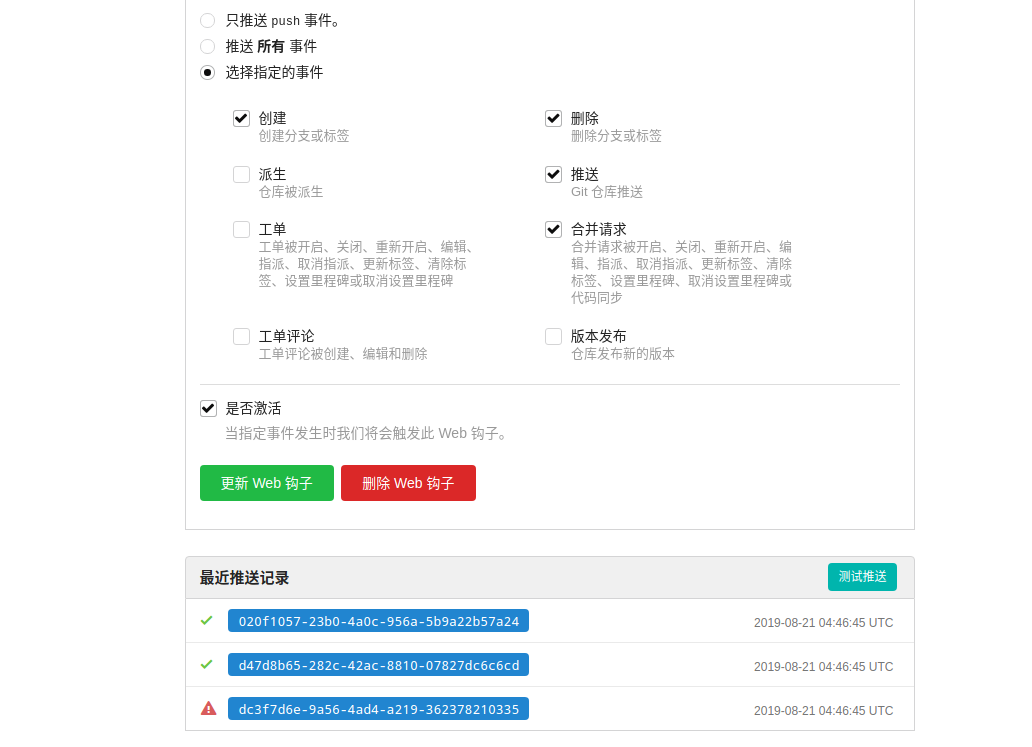 只推送 push 事件。
推送 所有 事件
选择指定的事件
创建
创建分支或标签
删除
删除分支或标签
派生
仓库被派生
推送
Git 仓库推送
工单
工单被开启、关闭、重新开启、编辑、
指派、取消指派、更新标签、清除标
签、设置里程碑或取消设置里程碑
合并请求
合并请求被开启、关闭、重新开启、编
辑、指派、取消指派、更新标签、清除
标签、设置里程碑、取消设置里程碑或
代码同步
工单评论
工单评论被创建、编辑和删除
版本发布
仓库发布新的版本
是否激活
当指定事件发生时我们将会触发此 Web 钩子。
更新 Web 钩子 删除 Web 钩子
最近推送记录 测试推送
020f1057-23b0-4a0c-956a-5b9a22b57a24 2019-08-21 04:46:45 UTC
d47d8b65-282c-42ac-8810-07827dc6c6cd 2019-08-21 04:46:45 UTC
dc3f7d6e-9a56-4ad4-a219-362378210335 2019-08-21 04:46:45 UTC